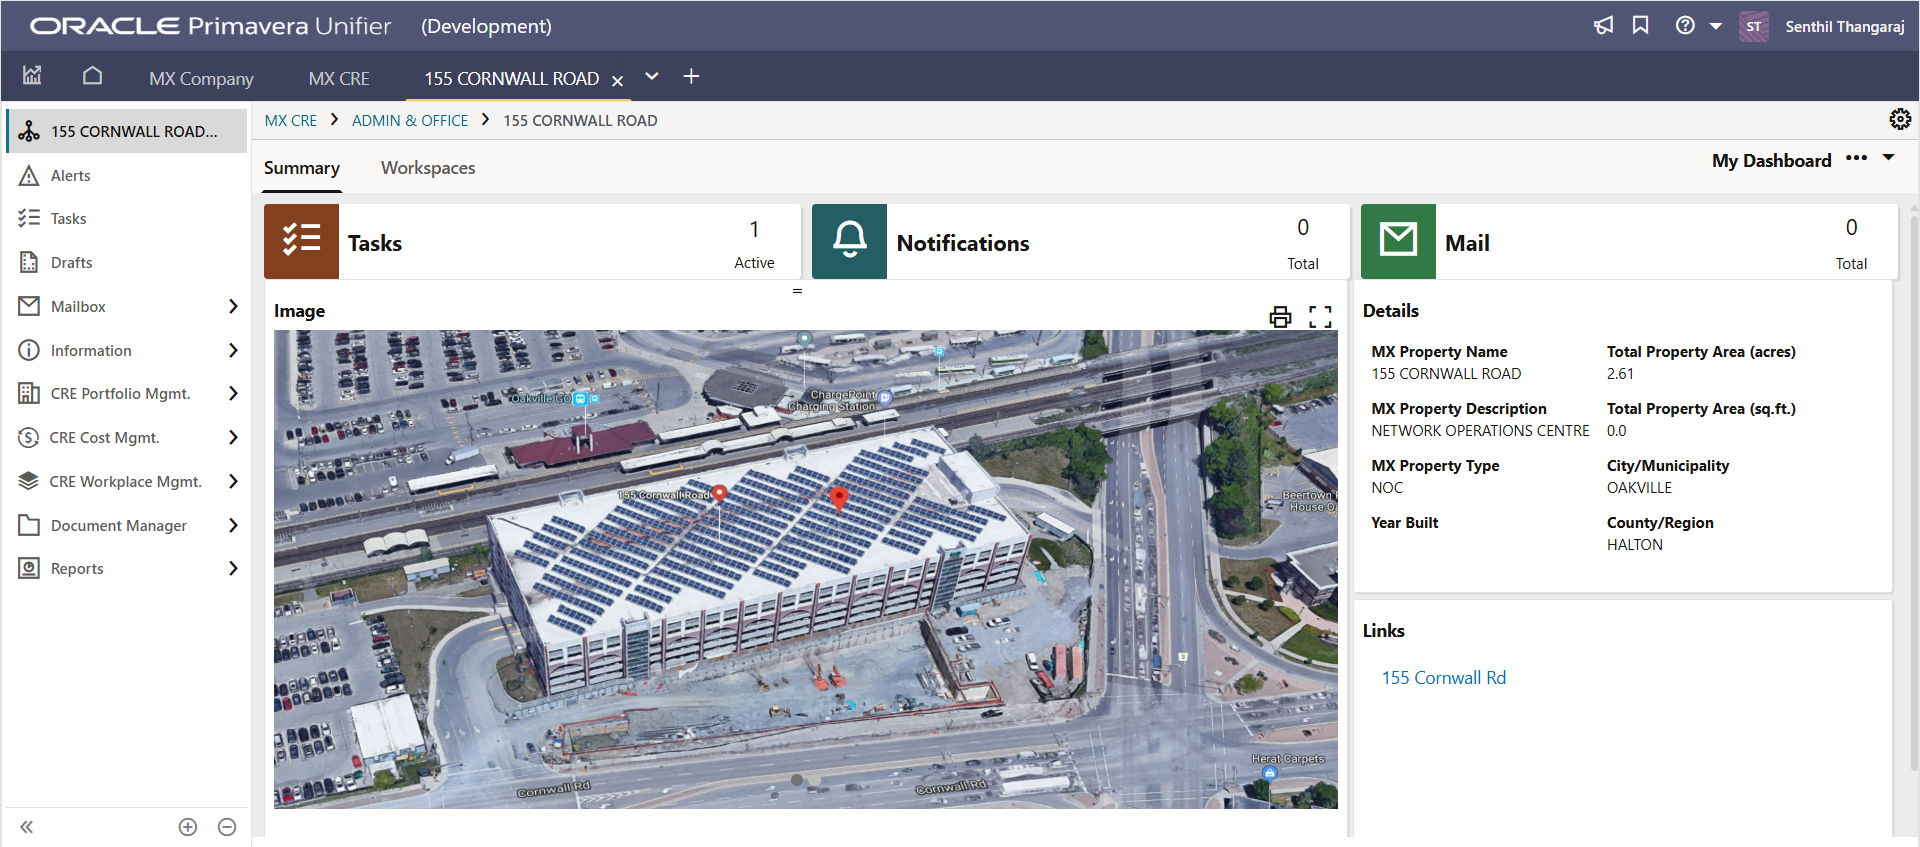 ORACLE Primavera Unifier (Development)
ST Senthil Thangaraj
MX Company MX CRE 155 CORNWALL ROAD
155 CORNWALL ROAD...
Alerts
Tasks
Drafts
Mailbox
Information
CRE Portfolio Mgmt.
CRE Cost Mgmt.
CRE Workplace Mgmt.
Document Manager
Reports
MX CRE > ADMIN & OFFICE > 155 CORNWALL ROAD
Summary Workspaces
My Dashboard
Tasks
1
Active
Notifications
0
Total
Mail
0
Total
Image
Oakville GO
ChargePoint
Charging Station
155 Cornwall Road
Beertown
House
Herat Carpets
Cornwall Rd
Cornwall Rd
Details
MX Property Name
155 CORNWALL ROAD
Total Property Area (acres)
2.61
MX Property Description
NETWORK OPERATIONS CENTRE
Total Property Area (sq.ft.)
0.0
MX Property Type
NOC
City/Municipality
OAKVILLE
Year Built
County/Region
HALTON
Links
155 Cornwall Rd